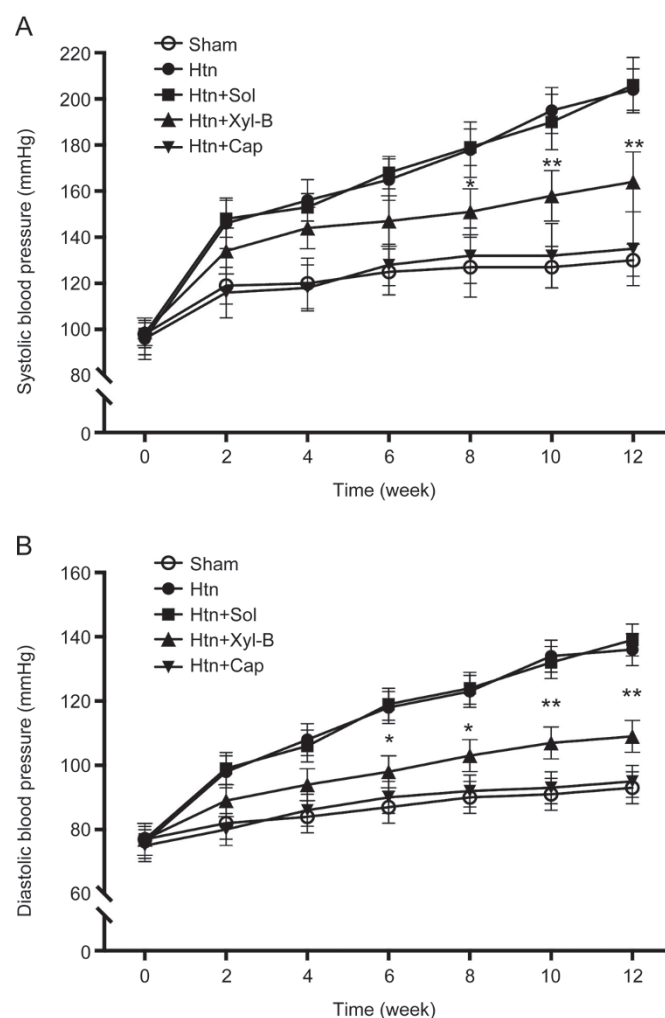 A
Sham
Htn
Htn+Sol
Htn+Xyl-B
Htn+Cap
Systolic blood pressure (mmHg)
220
200
180
160
140
120
100
80
0
* ** **
0 2 4 6 8 10 12
Time (week)
B
Sham
Htn
Htn+Sol
Htn+Xyl-B
Htn+Cap
Diastolic blood pressure (mmHg)
160
140
120
100
80
60
0
* * ** **
0 2 4 6 8 10 12
Time (week)